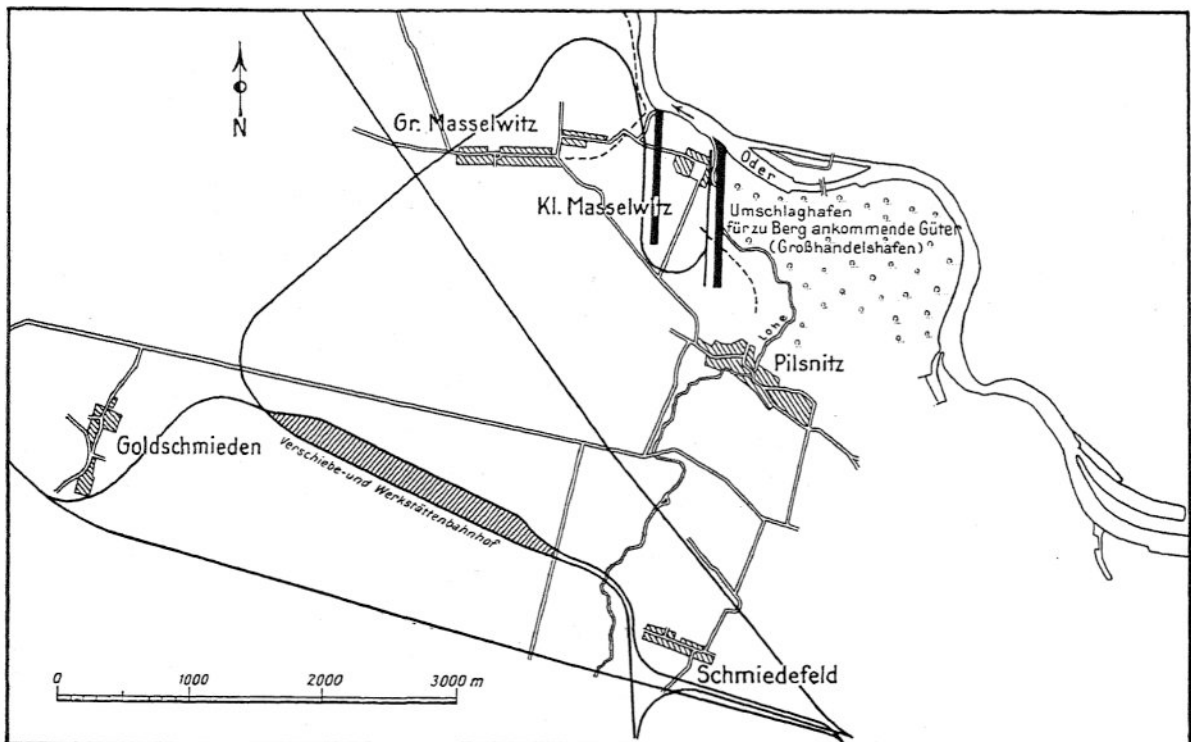 N
Gr. Masselwitz
Oder
Kl. Masselwitz
Umschlaghafen
für zu Berg ankommende Güter
(Großhandelshafen)
Lohe
Pilsnitz
Goldschmieden
Verschiebe- und Werkstättenbahnhof
Schmiedefeld
0 1000 2000 3000 m